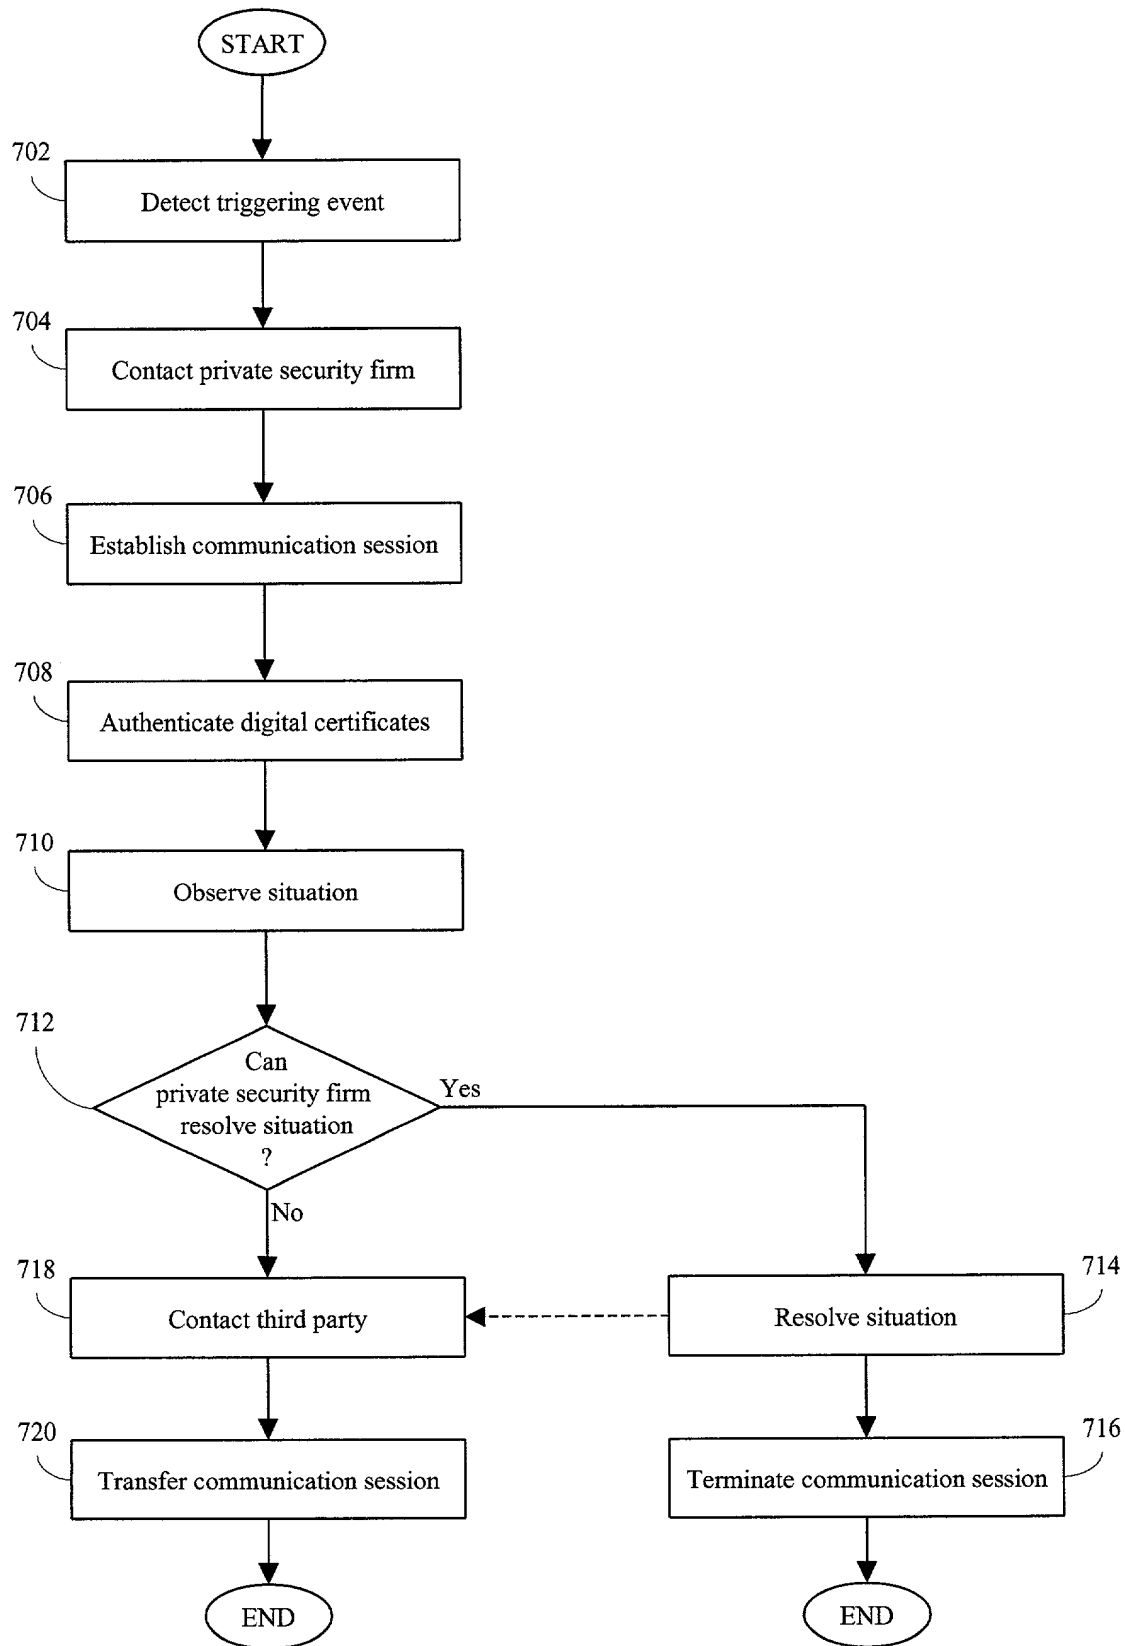 START
702
Detect triggering event
704
Contact private security firm
706
Establish communication session
708
Authenticate digital certificates
710
Observe situation
712
Can
private security firm
resolve situation
?
Yes
No
718
Contact third party
714
Resolve situation
720
Transfer communication session
716
Terminate communication session
END
END